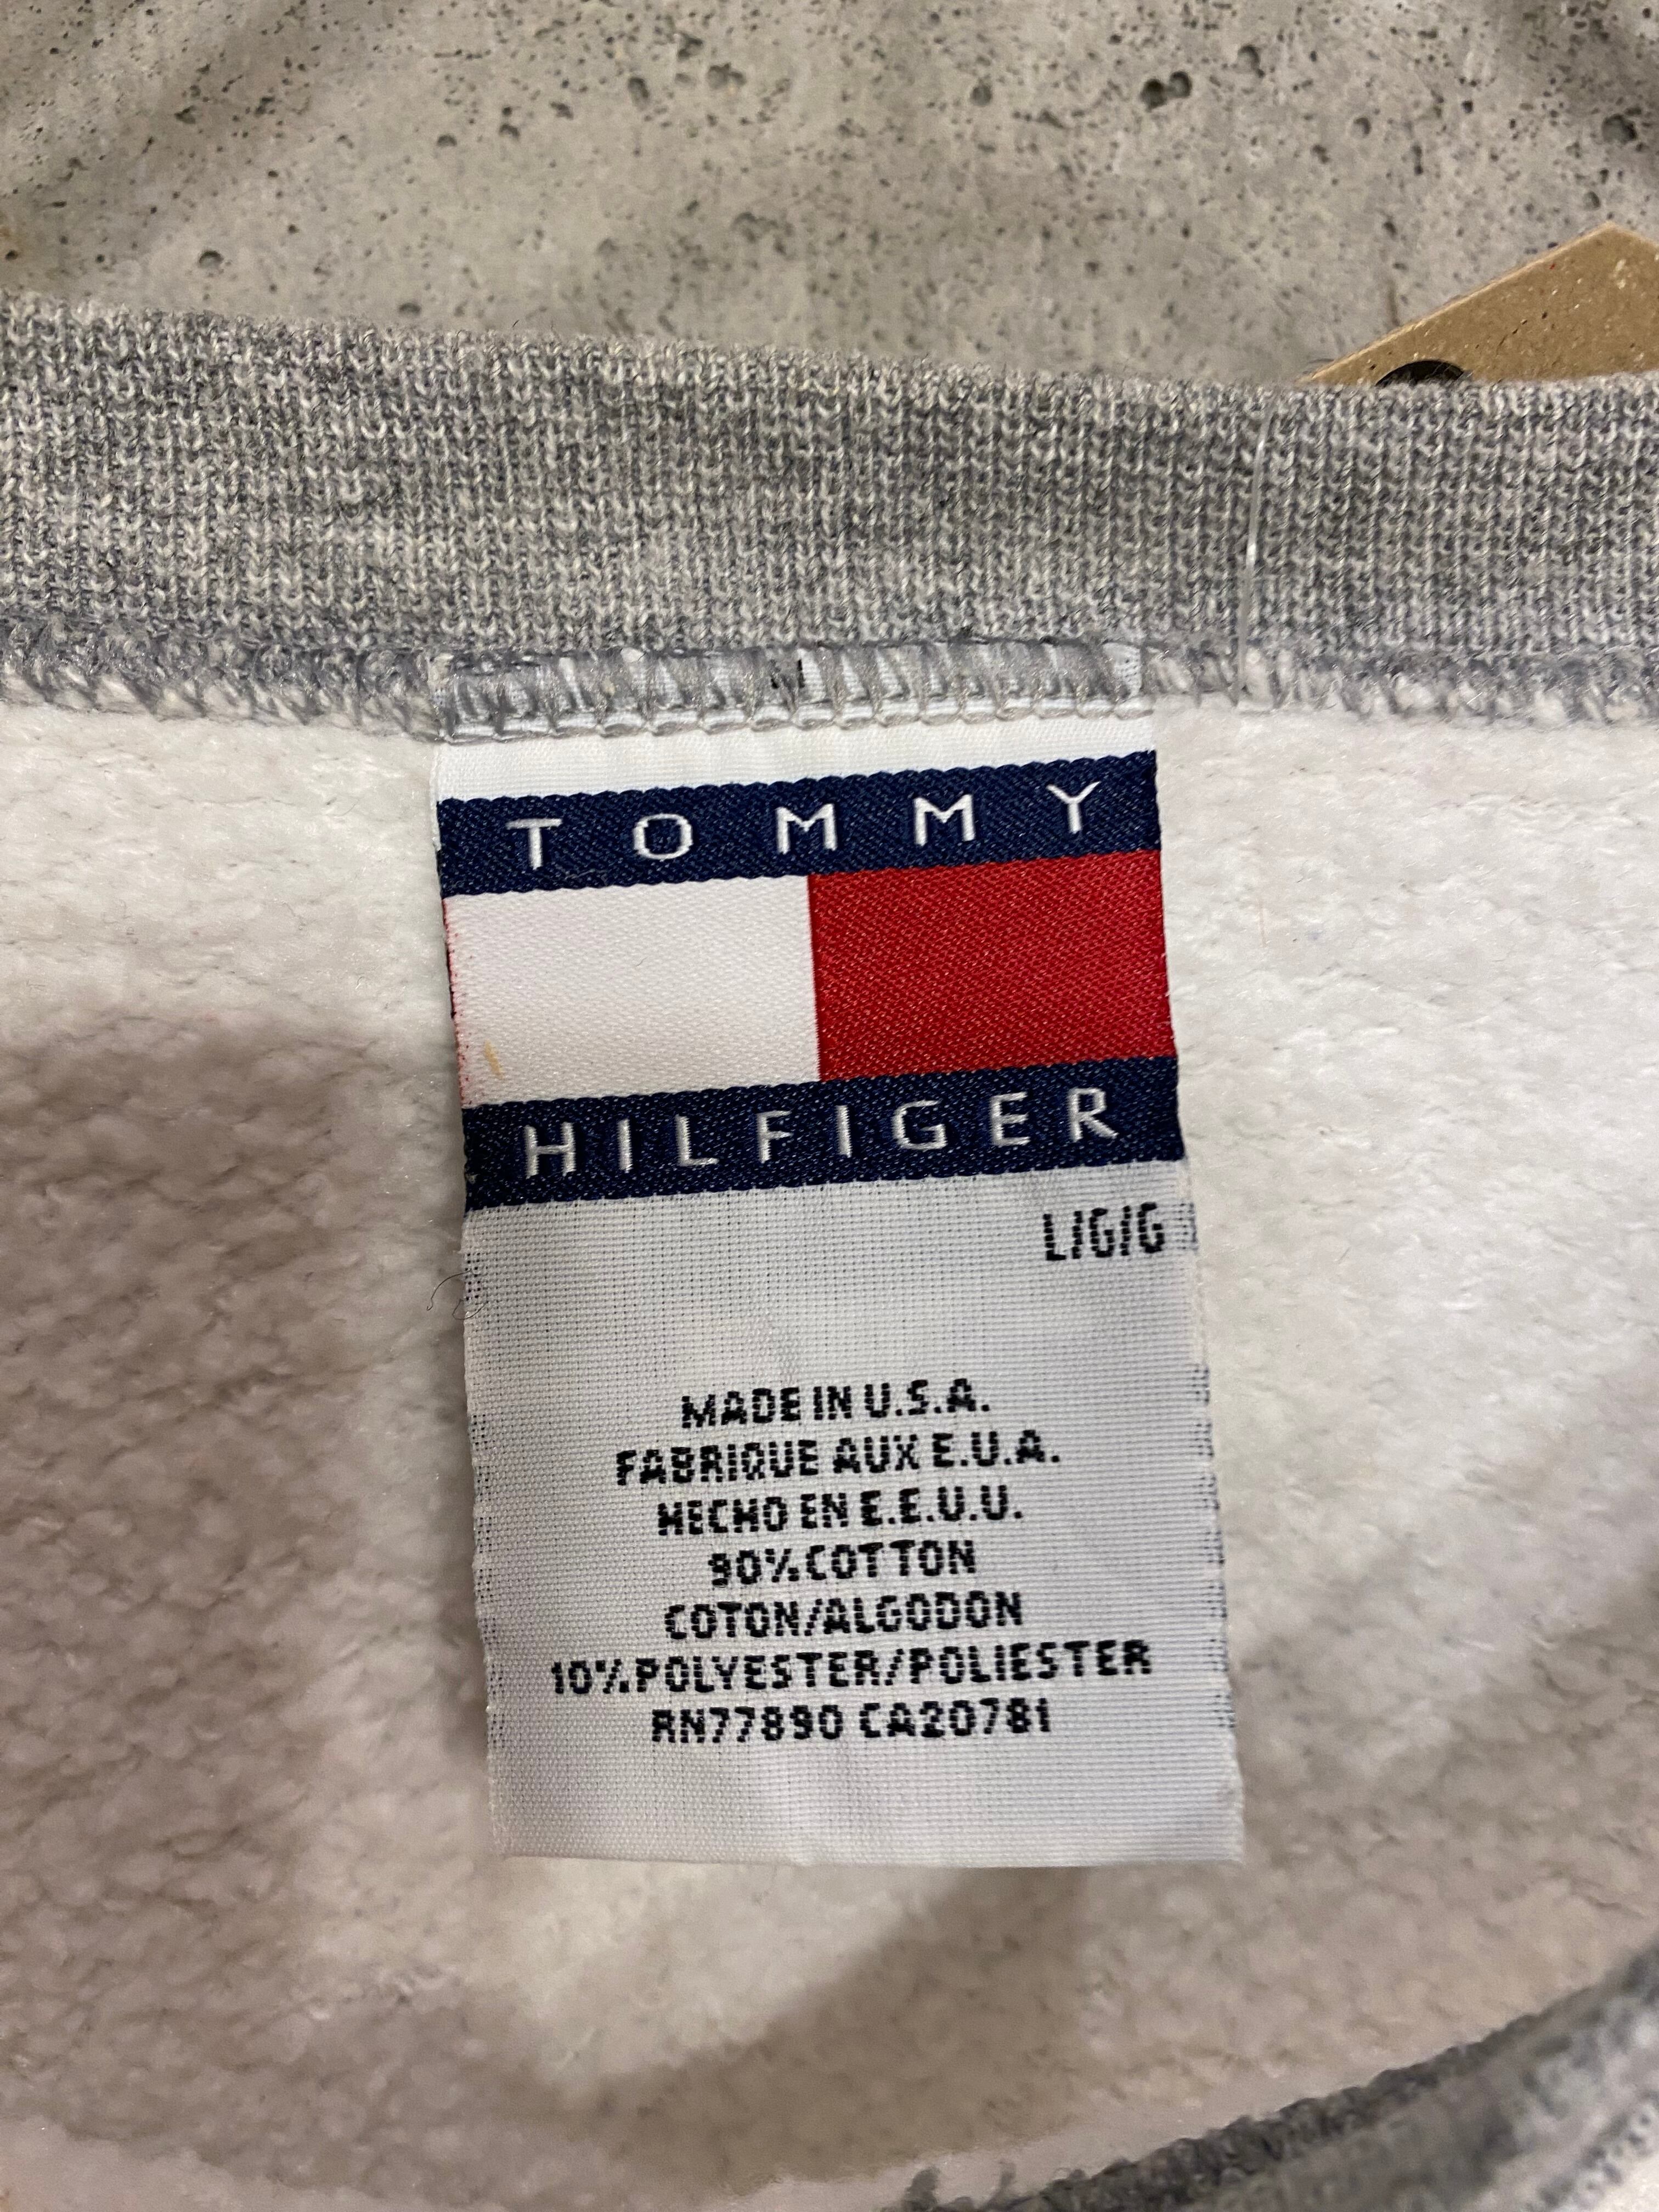 TOMMY
HILFIGER
L/G/G
MADE IN U.S.A.
FABRIQUE AUX E.U.A.
HECHO EN E.E.U.U.
90% COTTON
COTON/ALGODON
10% POLYESTER/POLIESTER
RN77890 CA20781